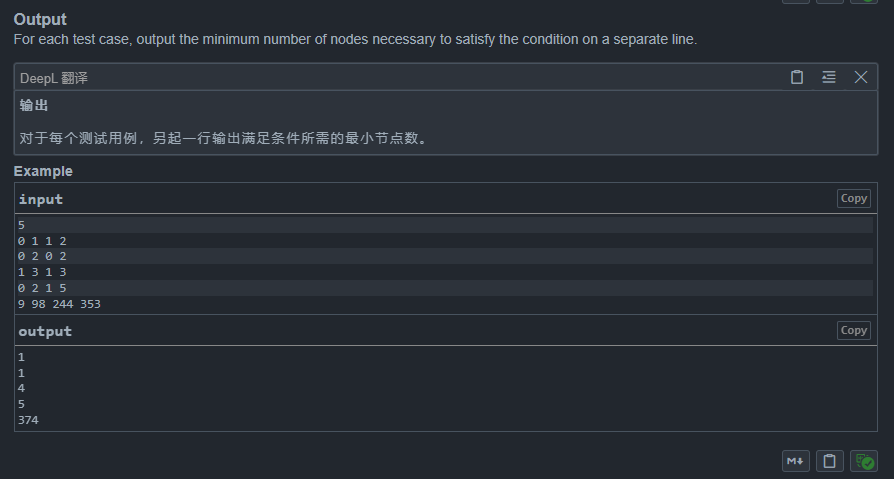 Output
For each test case, output the minimum number of nodes necessary to satisfy the condition on a separate line.
DeepL 翻译
输出
对于每个测试用例，另起一行输出满足条件所需的最小节点数。
Example
input
Copy
5
0 1 1 2
0 2 0 2
1 3 1 3
0 2 1 5
9 98 244 353
output
Copy
1
1
4
5
374
M↓